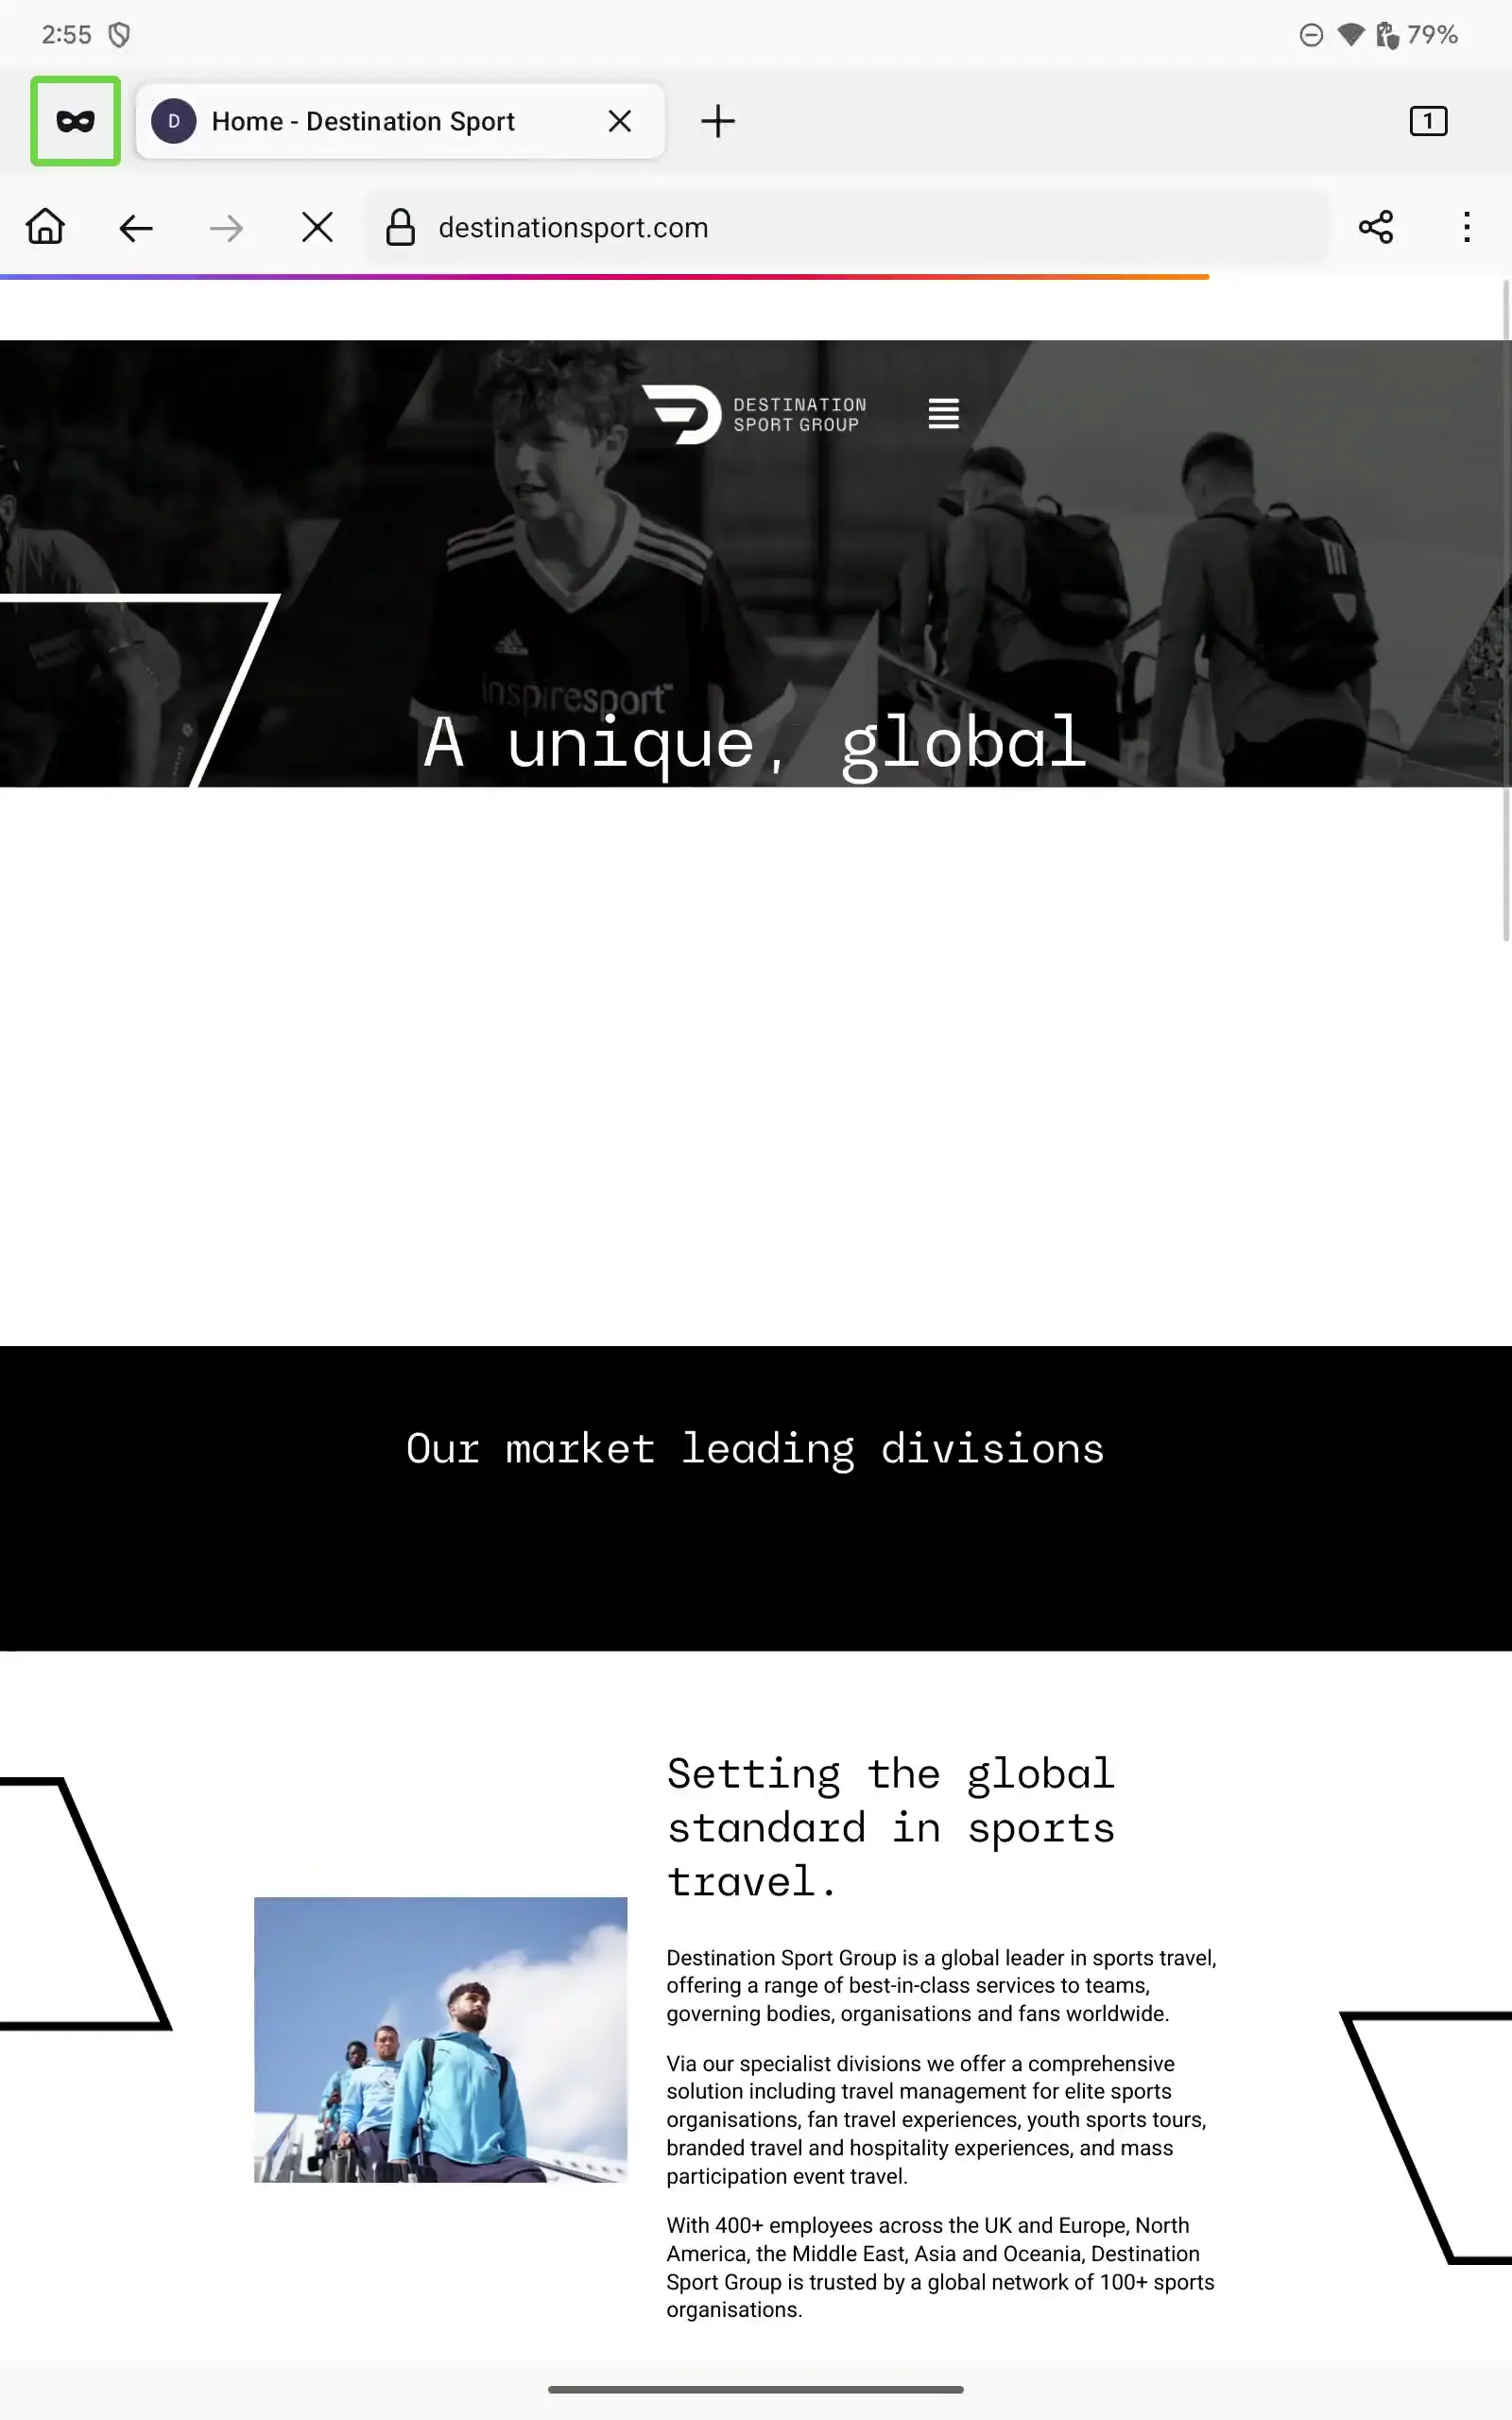 2:55
79%
D
Home - Destination Sport
1
destinationsport.com
DESTINATION
SPORT GROUP
inspiresport™
A unique, global
Our market leading divisions
Setting the global
standard in sports
travel.
Destination Sport Group is a global leader in sports travel,
offering a range of best-in-class services to teams,
governing bodies, organisations and fans worldwide.
Via our specialist divisions we offer a comprehensive
solution including travel management for elite sports
organisations, fan travel experiences, youth sports tours,
branded travel and hospitality experiences, and mass
participation event travel.
With 400+ employees across the UK and Europe, North
America, the Middle East, Asia and Oceania, Destination
Sport Group is trusted by a global network of 100+ sports
organisations.